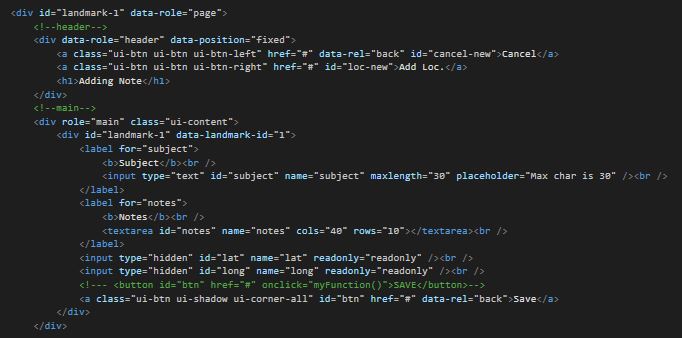 <div id="landmark-1" data-role="page">
<!--header-->
<div data-role="header" data-position="fixed">
<a class="ui-btn ui-btn ui-btn-left" href="#" data-rel="back" id="cancel-new">Cancel</a>
<a class="ui-btn ui-btn ui-btn-right" href="#" id="loc-new">Add Loc.</a>
<h1>Adding Note</h1>
</div>
<!--main-->
<div role="main" class="ui-content">
<div id="landmark-1" data-landmark-id="1">
<label for="subject">
<b>Subject</b><br />
<input type="text" id="subject" name="subject" maxlength="30" placeholder="Max char is 30" /><br />
</label>
<label for="notes">
<b>Notes</b><br />
<textarea id="notes" name="notes" cols="40" rows="10"></textarea><br />
</label>
<input type="hidden" id="lat" name="lat" readonly="readonly" /><br />
<input type="hidden" id="long" name="long" readonly="readonly" /><br />
<!--- <button id="btn" href="#" onclick="myFunction()">SAVE</button>-->
<a class="ui-btn ui-shadow ui-corner-all" id="btn" href="#" data-rel="back">Save</a>
</div>
</div>